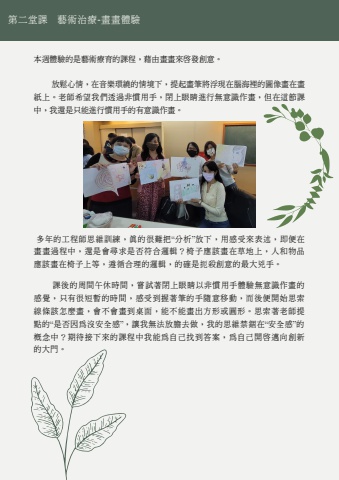 第二堂課　藝術治療-畫畫體驗
本週體驗的是藝術療育的課程，藉由畫畫來啓發創意。
放鬆心情，在音樂環繞的情境下，提起畫筆將浮現在腦海裡的圖像畫在畫
紙上。老師希望我們透過非慣用手，閉上眼睛進行無意識作畫，但在這節課
中，我還是只能進行慣用手的有意識作畫。
多年的工程師思維訓練，真的很難把“分析”放下，用感受來表述，即便在
畫畫過程中，還是會尋求是否符合邏輯？椅子應該畫在草地上，人和物品
應該畫在椅子上等，遵循合理的邏輯，的確是扼殺創意的最大兇手。
課後的周間午休時間，嘗試著閉上眼睛以非慣用手體驗無意識作畫的
感覺，只有很短暫的時間，感受到握著筆的手隨意移動，而後便開始思索
線條該怎麼畫，會不會畫到桌面，能不能畫出方形或圓形。思索著老師提
點的“是否因爲沒安全感”，讓我無法放膽去做，我的思維禁錮在“安全感”的
概念中？期待接下來的課程中我能爲自己找到答案，爲自己開啓邁向創新
的大門。